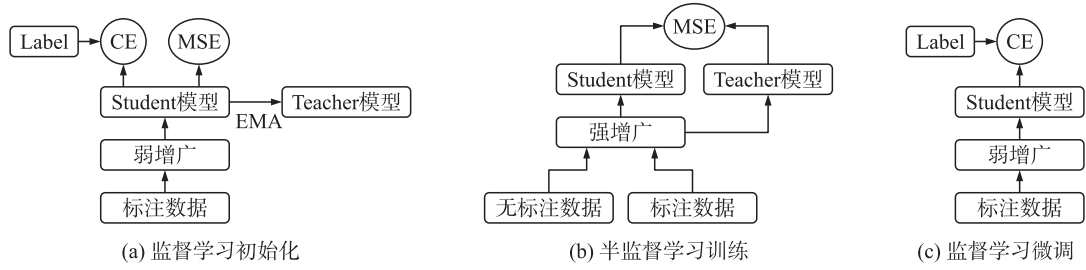 Label
CE
MSE
Student模型
Teacher模型
EMA
弱增广
标注数据
(a) 监督学习初始化
MSE
Student模型
Teacher模型
强增广
无标注数据
标注数据
(b) 半监督学习训练
Label
CE
Student模型
弱增广
标注数据
(c) 监督学习微调